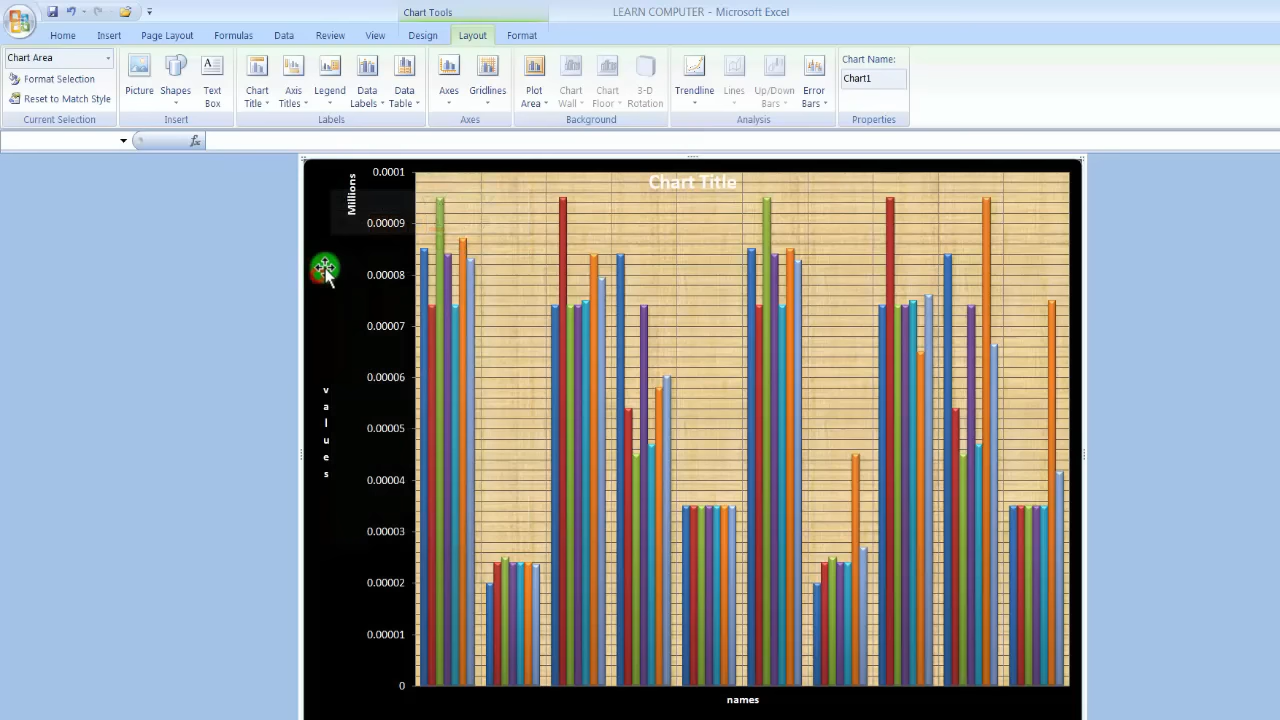 Chart Tools
LEARN COMPUTER - Microsoft Excel
Home Insert Page Layout Formulas Data Review View Design Layout Format
Chart Area
Format Selection
Reset to Match Style
Current Selection
Picture
Shapes
Text Box
Insert
Chart Title
Axis Titles
Legend
Data Labels
Data Table
Labels
Axes
Gridlines
Axes
Plot Area
Chart Wall
Chart Floor
3-D Rotation
Background
Trendline
Lines
Up/Down Bars
Error Bars
Analysis
Chart Name:
Chart1
Properties
fx
Chart Title
Millions
values
0.0001
0.00009
0.00008
0.00007
0.00006
0.00005
0.00004
0.00003
0.00002
0.00001
0
names